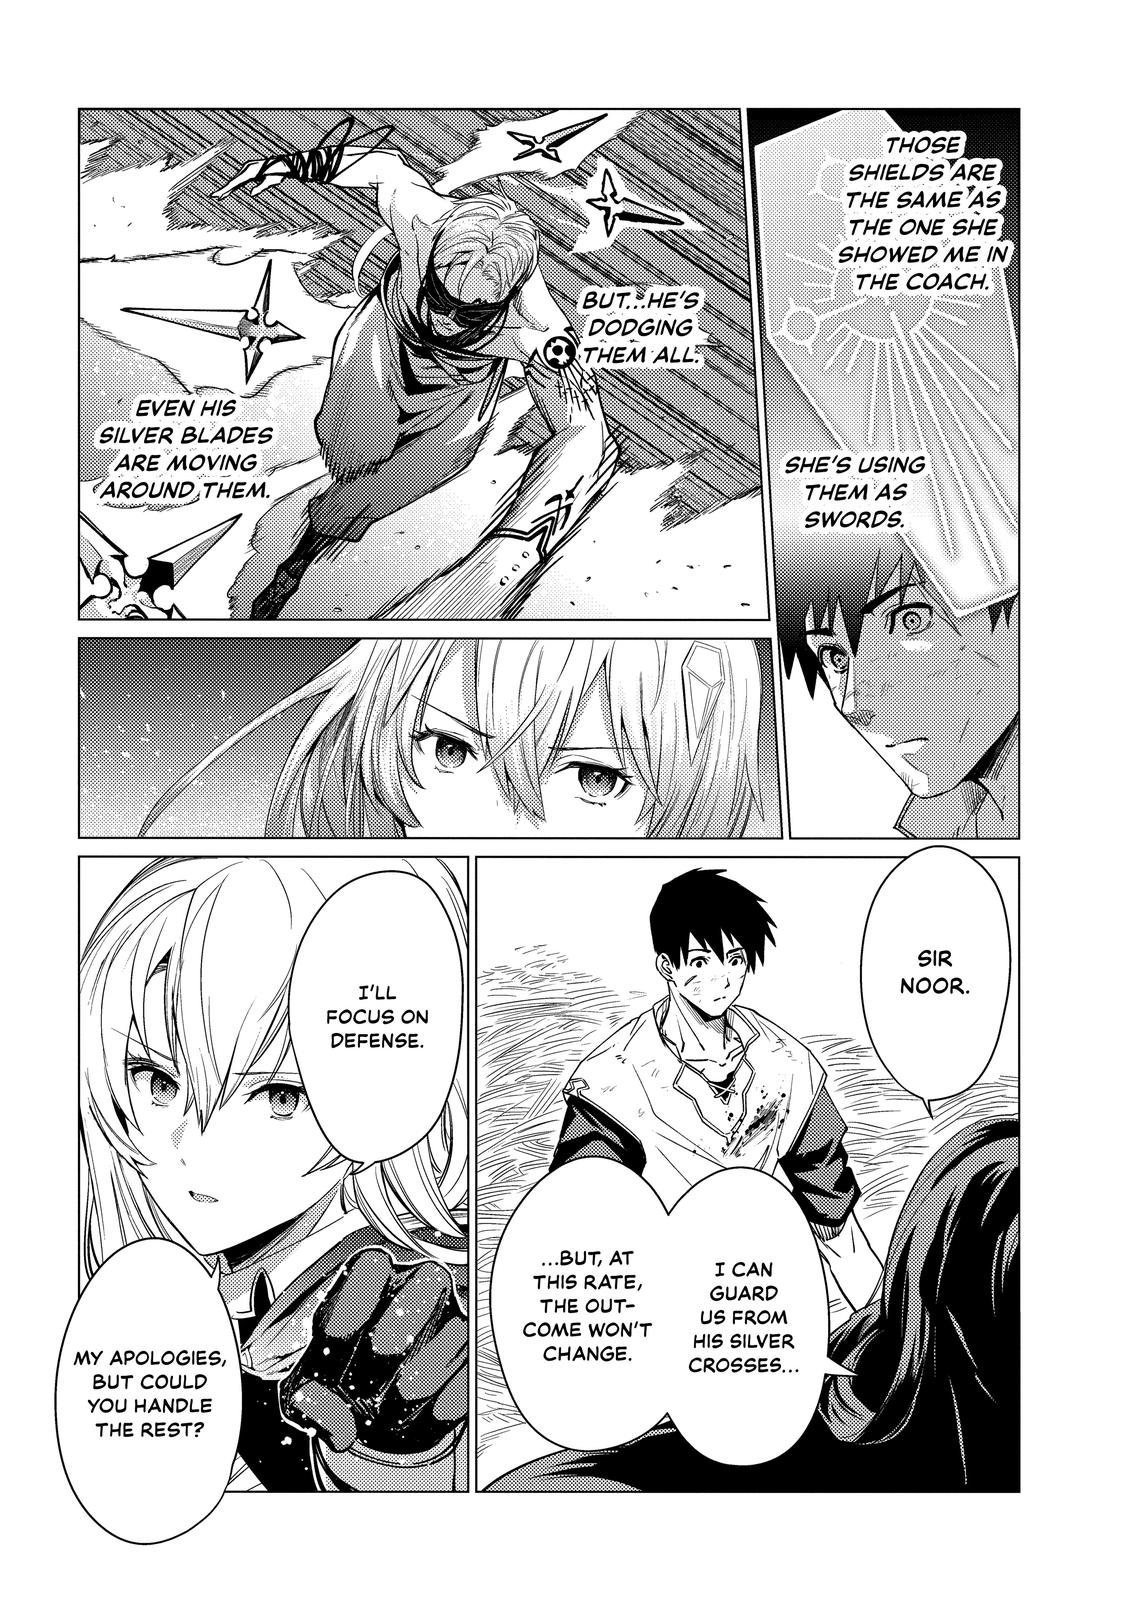 THOSE
SHIELDS ARE
THE SAME AS
THE ONE SHE
SHOWED ME IN
THE COACH.
SHE'S USING
THEM AS
SWORDS.
BUT...HE'S
DODGING
THEM ALL.
EVEN HIS
SILVER BLADES
ARE MOVING
AROUND THEM.
SIR
NOOR.
I CAN
GUARD
US FROM
HIS SILVER
CROSSES...
...BUT, AT
THIS RATE,
THE OUT-
COME WON'T
CHANGE.
I'LL
FOCUS ON
DEFENSE.
MY APOLOGIES,
BUT COULD
YOU HANDLE
THE REST?